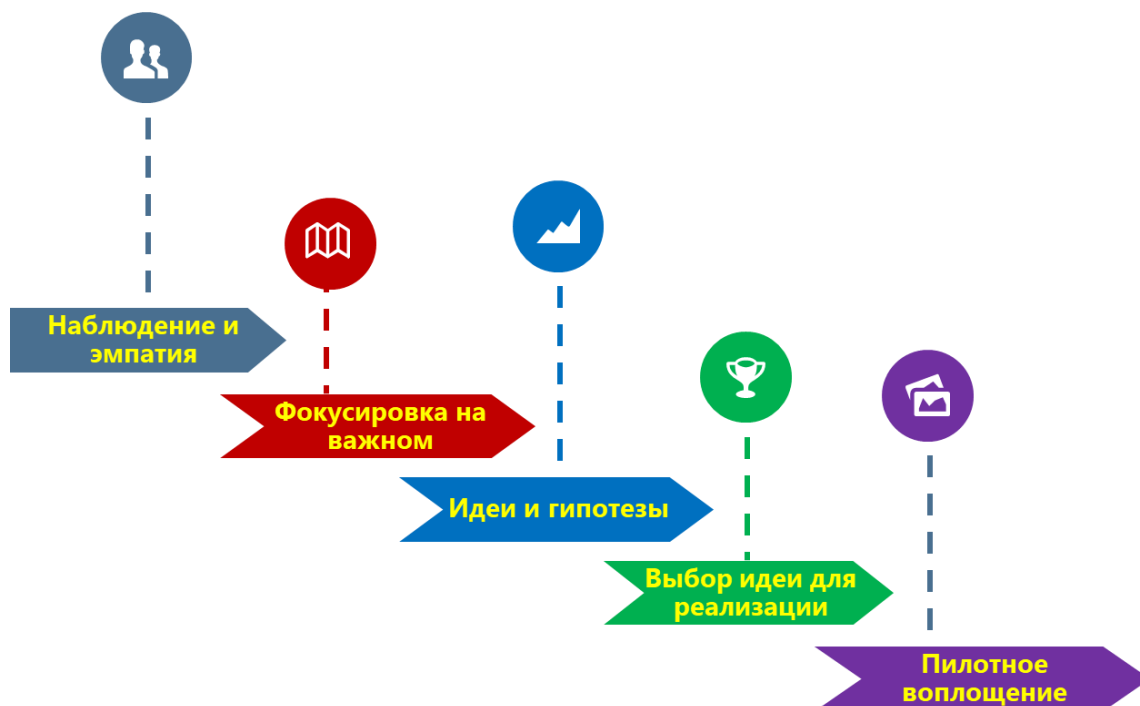 Наблюдение и
эмпатия
Фокусировка на
важном
Идеи и гипотезы
Выбор идеи для
реализации
Пилотное
воплощение